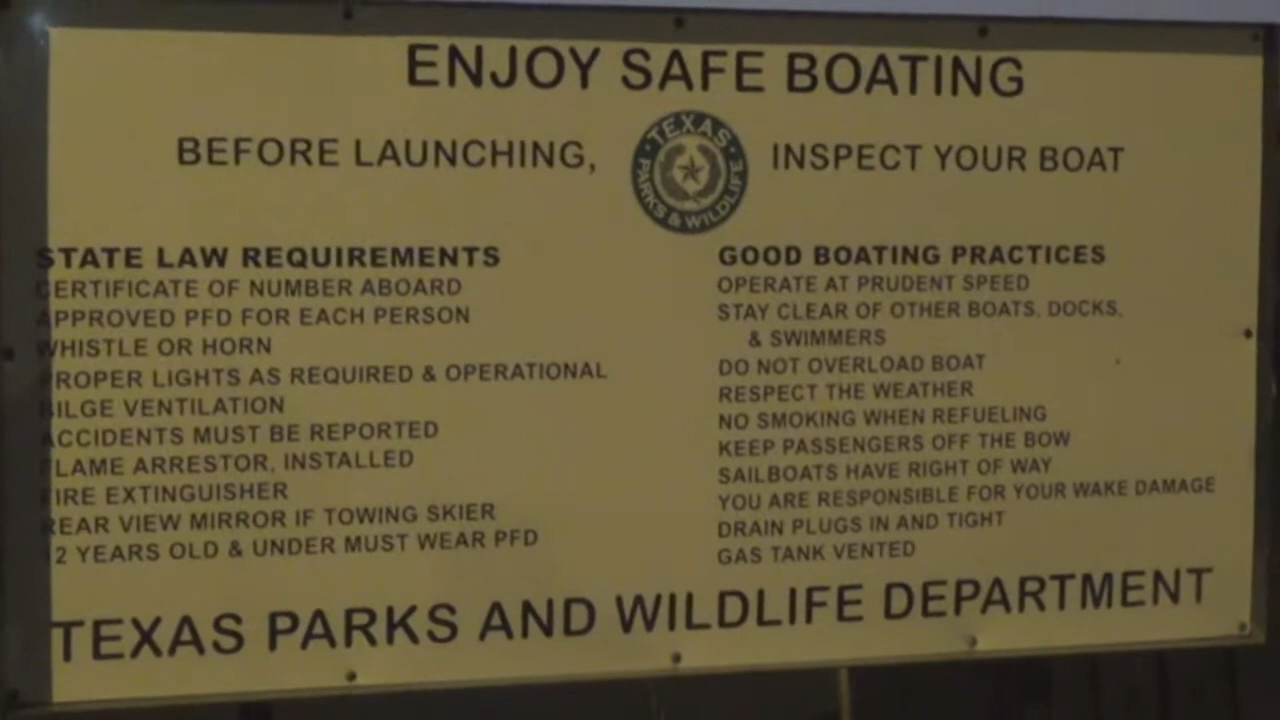 ENJOY SAFE BOATING
BEFORE LAUNCHING, INSPECT YOUR BOAT
TEXAS PARKS & WILDLIFE
STATE LAW REQUIREMENTS
CERTIFICATE OF NUMBER ABOARD
APPROVED PFD FOR EACH PERSON
WHISTLE OR HORN
PROPER LIGHTS AS REQUIRED & OPERATIONAL
BILGE VENTILATION
ACCIDENTS MUST BE REPORTED
FLAME ARRESTOR, INSTALLED
FIRE EXTINGUISHER
REAR VIEW MIRROR IF TOWING SKIER
12 YEARS OLD & UNDER MUST WEAR PFD
GOOD BOATING PRACTICES
OPERATE AT PRUDENT SPEED
STAY CLEAR OF OTHER BOATS, DOCKS,
& SWIMMERS
DO NOT OVERLOAD BOAT
RESPECT THE WEATHER
NO SMOKING WHEN REFUELING
KEEP PASSENGERS OFF THE BOW
SAILBOATS HAVE RIGHT OF WAY
YOU ARE RESPONSIBLE FOR YOUR WAKE DAMAGE
DRAIN PLUGS IN AND TIGHT
GAS TANK VENTED
TEXAS PARKS AND WILDLIFE DEPARTMENT